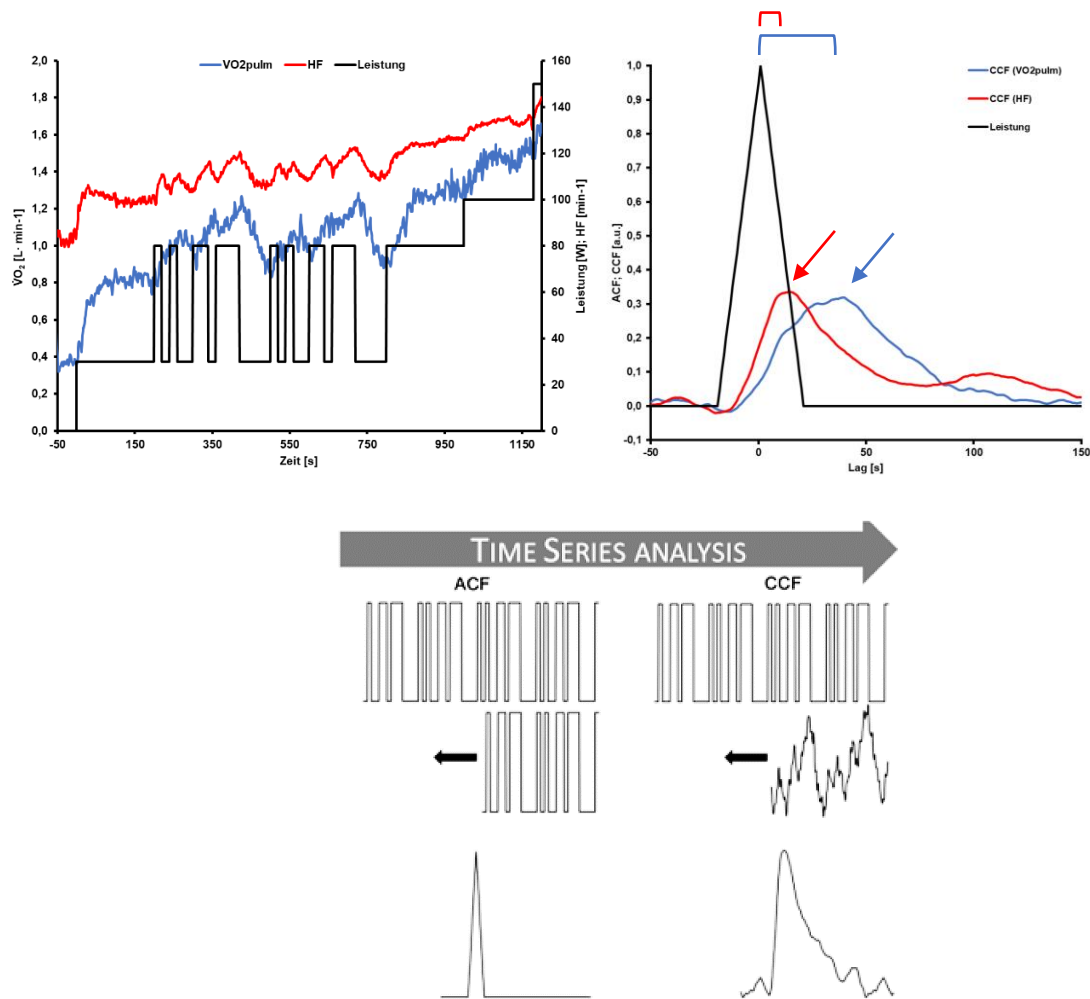 VO2pulm HF Leistung
2,0
1,8
1,6
1,4
1,2
1,0
0,8
0,6
0,4
0,2
0,0
V̇O₂ [L· min-1]
160
140
120
100
80
60
40
20
0
Leistung [W]; HF [min-1]
-50 150 350 550 750 950 1150
Zeit [s]
CCF (VO2pulm)
CCF (HF)
Leistung
1,0
0,9
0,8
0,7
0,6
0,5
0,4
0,3
0,2
0,1
0,0
-0,1
ACF; CCF [a.u.]
-50 0 50 100 150
Lag [s]
TIME SERIES ANALYSIS
ACF CCF